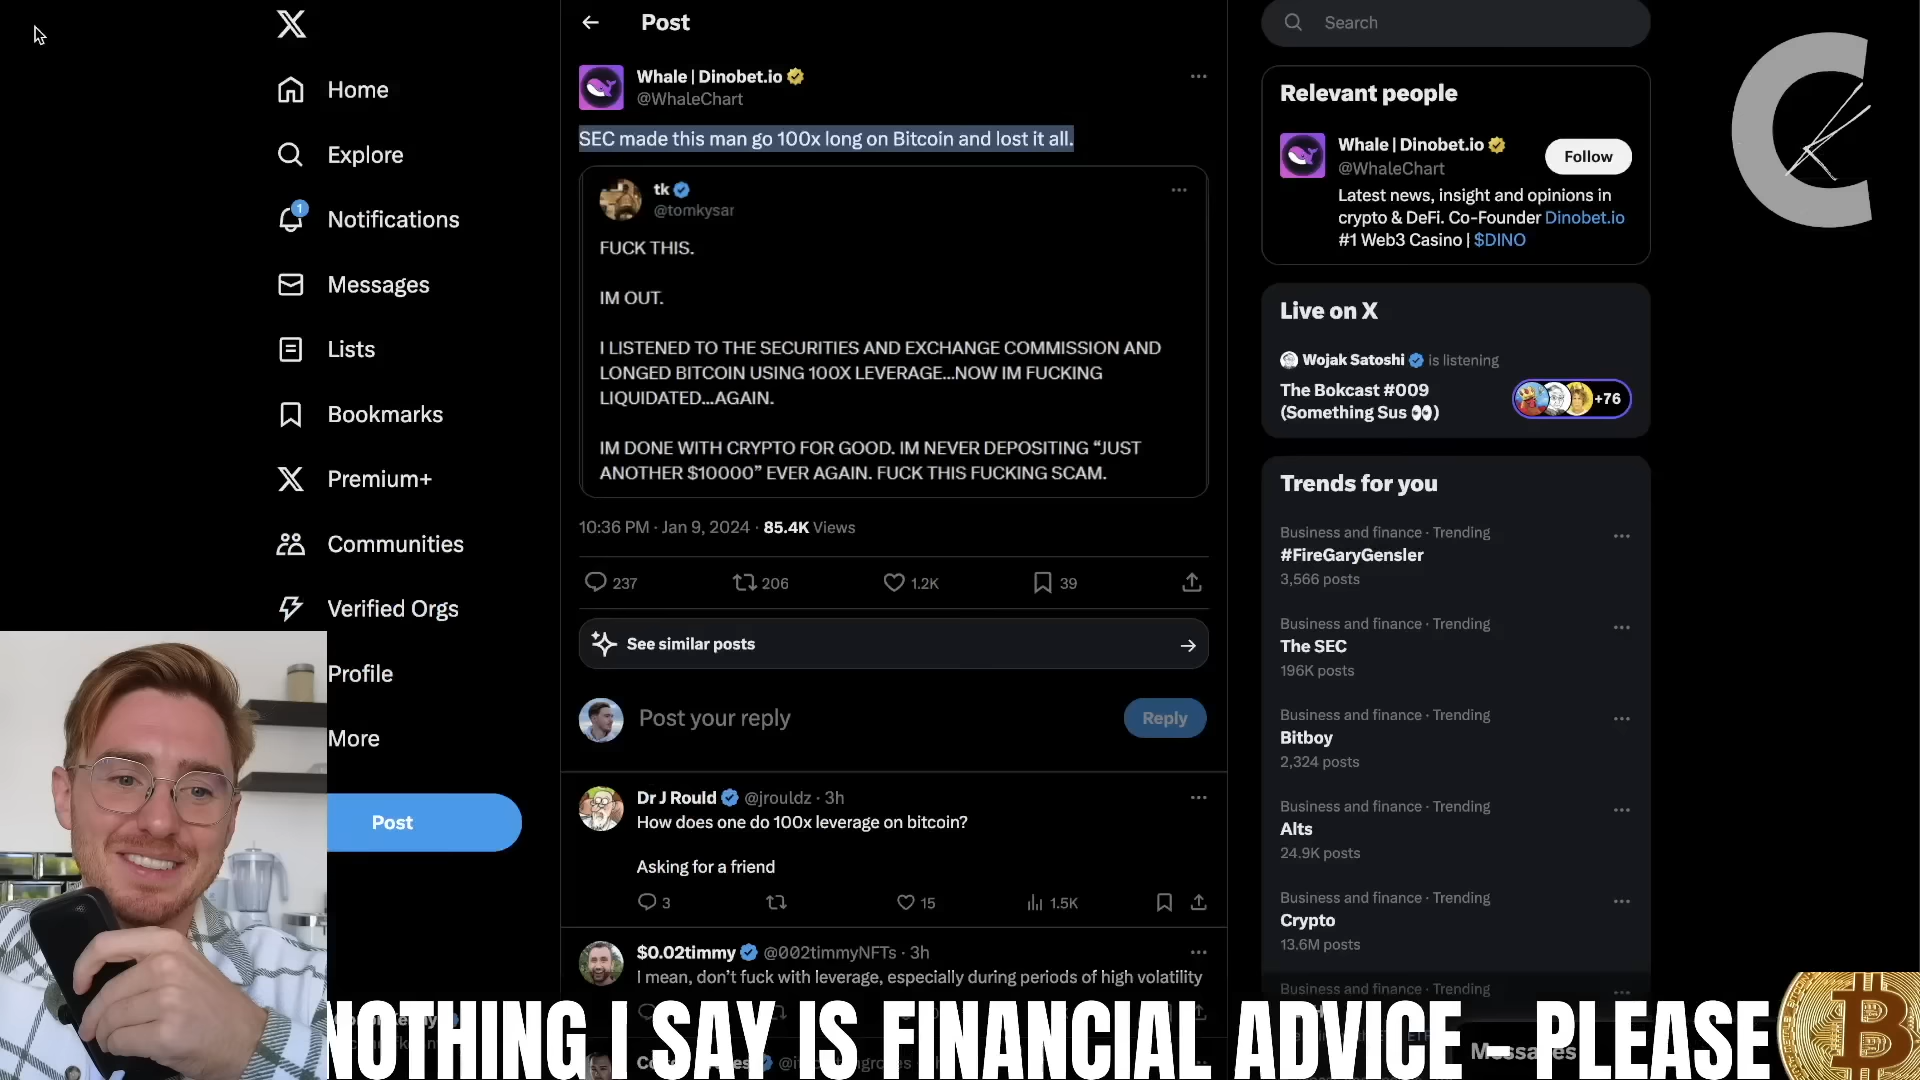 Home
Explore
1
Notifications
Messages
Lists
Bookmarks
Premium+
Communities
Verified Orgs
Profile
More
Post
Post
Whale | Dinobet.io
@WhaleChart
SEC made this man go 100x long on Bitcoin and lost it all.
tk
@tomkysar
FUCK THIS.
IM OUT.
I LISTENED TO THE SECURITIES AND EXCHANGE COMMISSION AND
LONGED BITCOIN USING 100X LEVERAGE...NOW IM FUCKING
LIQUIDATED...AGAIN.
IM DONE WITH CRYPTO FOR GOOD. IM NEVER DEPOSITING “JUST
ANOTHER $10000” EVER AGAIN. FUCK THIS FUCKING SCAM.
10:36 PM · Jan 9, 2024 · 85.4K Views
237 206 1.2K 39
See similar posts
Post your reply
Reply
Dr J Rould @jrouldz · 3h
How does one do 100x leverage on bitcoin?
Asking for a friend
3 15 1.5K
$0.02timmy @002timmyNFTs · 3h
I mean, don’t fuck with leverage, especially during periods of high volatility
Search
Relevant people
Whale | Dinobet.io
@WhaleChart
Follow
Latest news, insight and opinions in
crypto & DeFi. Co-Founder Dinobet.io
#1 Web3 Casino | $DINO
Live on X
Wojak Satoshi is listening
The Bokcast #009
(Something Sus 👀)
+76
Trends for you
Business and finance · Trending
#FireGaryGensler
3,566 posts
Business and finance · Trending
The SEC
196K posts
Business and finance · Trending
Bitboy
2,324 posts
Business and finance · Trending
Alts
24.9K posts
Business and finance · Trending
Crypto
13.6M posts
Business and finance · Trending
Messages
NOTHING I SAY IS FINANCIAL ADVICE - PLEASE